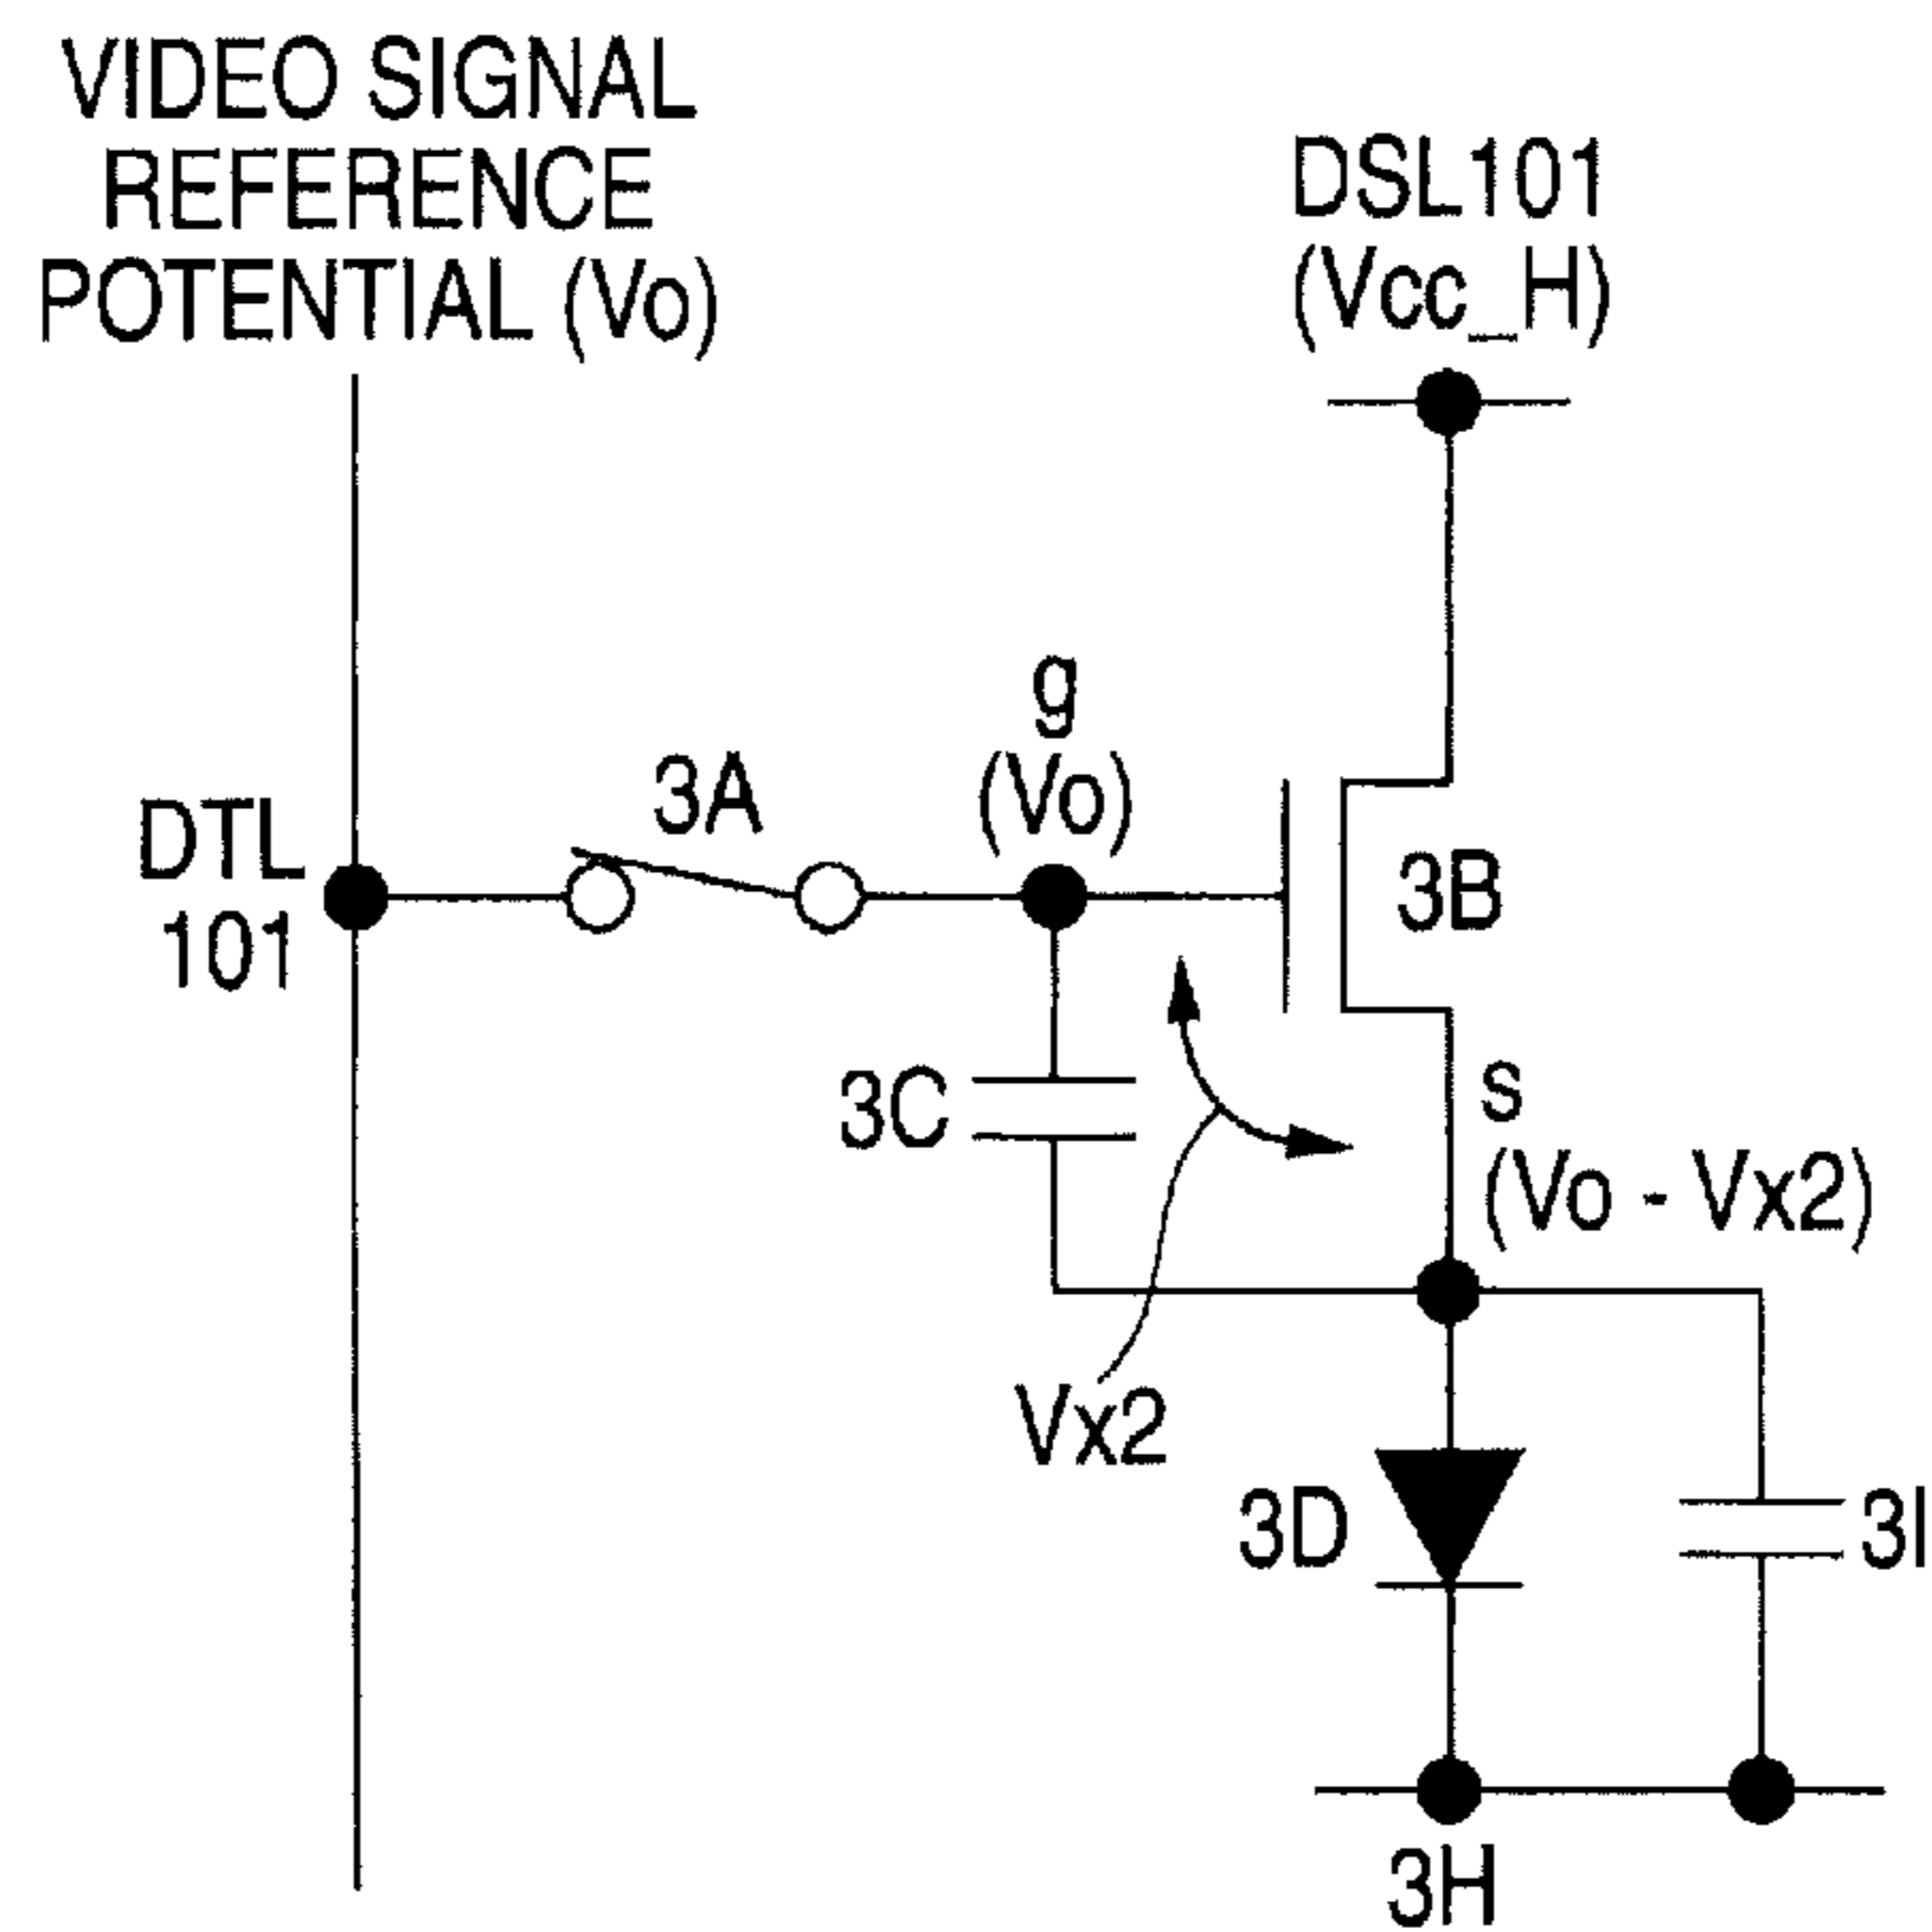 VIDEO SIGNAL
REFERENCE
POTENTIAL (Vo)
DSL101
(Vcc_H)
g
(Vo)
3A
DTL
101
3B
3C
s
(Vo - Vx2)
Vx2
3D
3I
3H